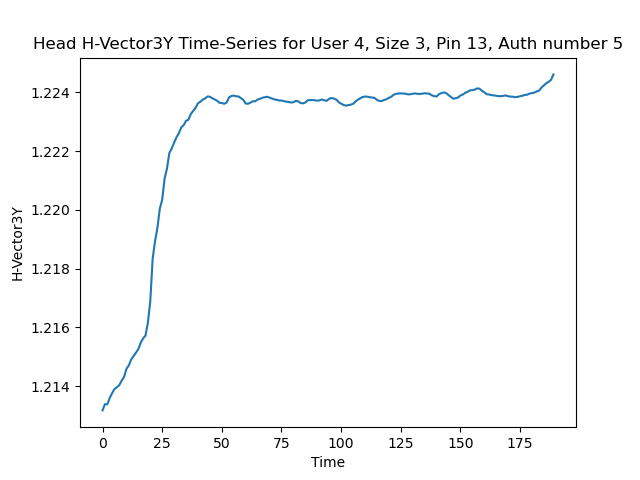 Head H-Vector3Y Time-Series for User 4, Size 3, Pin 13, Auth number 5
H-Vector3Y
1.224
1.222
1.220
1.218
1.216
1.214
0 25 50 75 100 125 150 175
Time